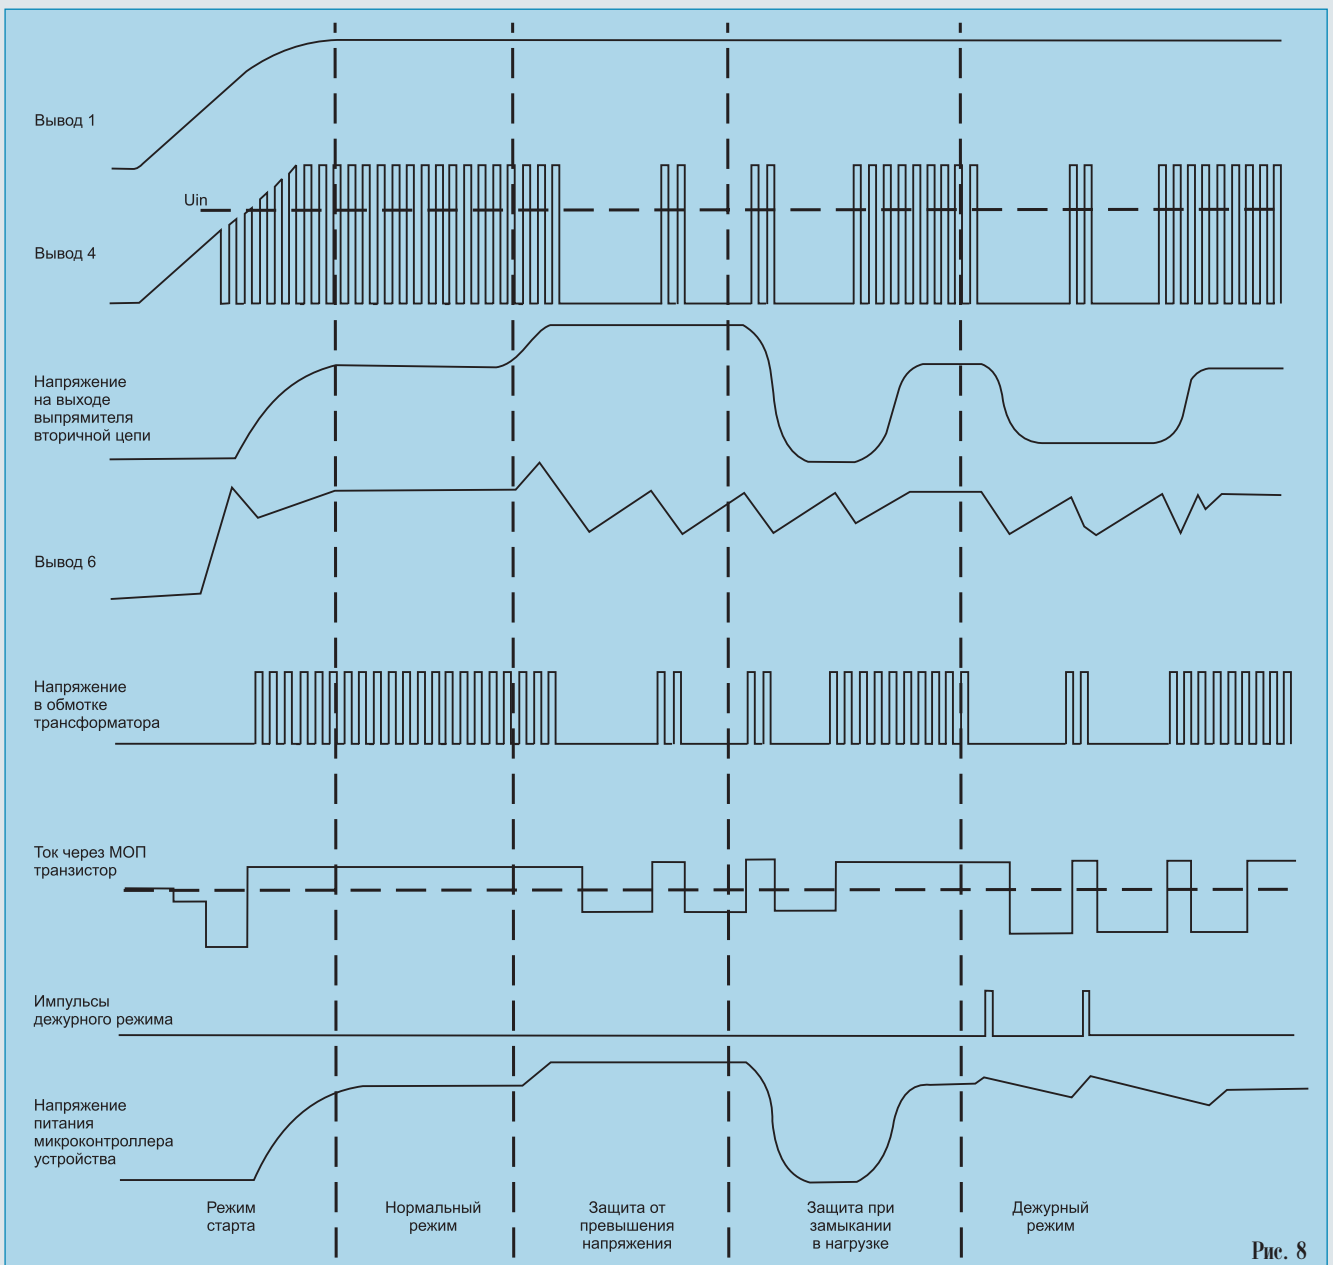 Вывод 1
Uin
Вывод 4
Напряжение
на выходе
выпрямителя
вторичной цепи
Вывод 6
Напряжение
в обмотке
трансформатора
Ток через МОП
транзистор
Импульсы
дежурного режима
Напряжение
питания
микроконтроллера
устройства
Режим
старта
Нормальный
режим
Защита от
превышения
напряжения
Защита при
замыкании
в нагрузке
Дежурный
режим
Рис. 8